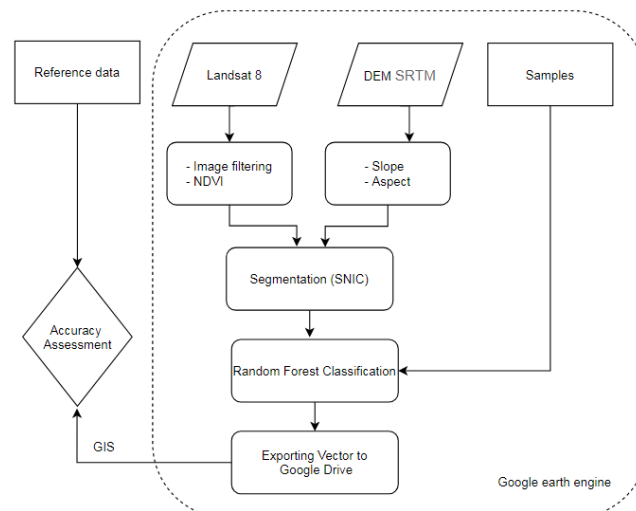 Reference data
Landsat 8
DEM SRTM
Samples
- Image filtering
- NDVI
- Slope
- Aspect
Segmentation (SNIC)
Accuracy
Assessment
Random Forest Classification
GIS
Exporting Vector to
Google Drive
Google earth engine